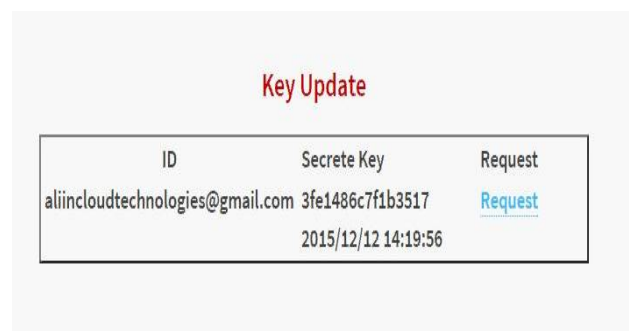 Key Update
ID Secrete Key Request
aliincloudtechnologies@gmail.com 3fe1486c7f1b3517 Request
2015/12/12 14:19:56